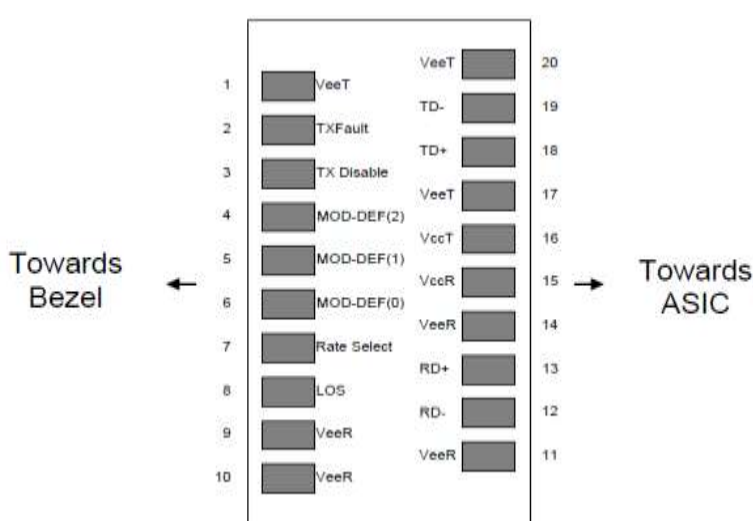 Towards
Bezel
1 VeeT
2 TXFault
3 TX Disable
4 MOD-DEF(2)
5 MOD-DEF(1)
6 MOD-DEF(0)
7 Rate Select
8 LOS
9 VeeR
10 VeeR
VeeT 20
TD- 19
TD+ 18
VeeT 17
VccT 16
VccR 15
VeeR 14
RD+ 13
RD- 12
VeeR 11
Towards
ASIC